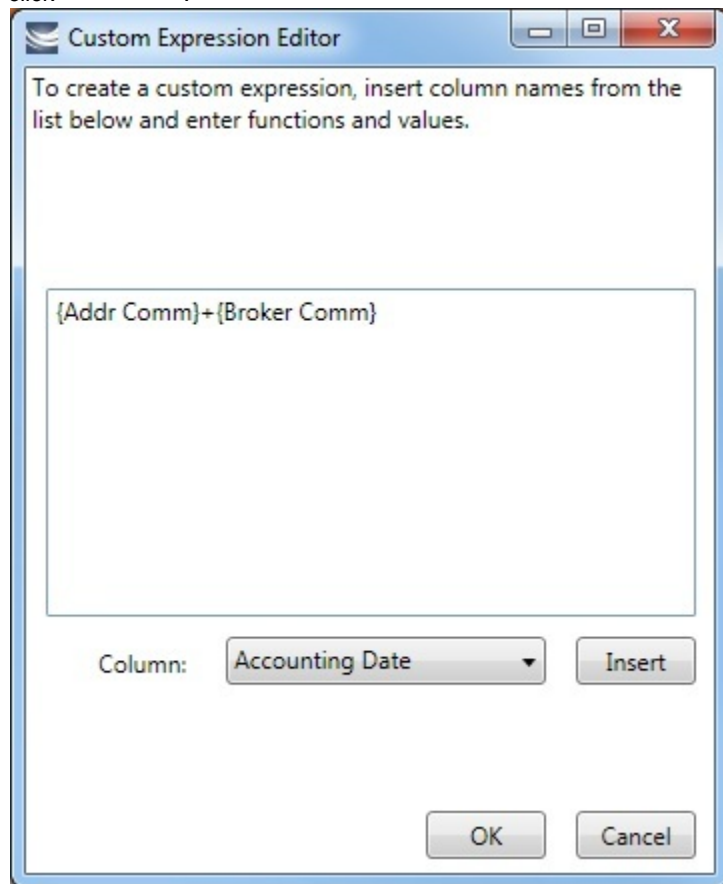 Custom Expression Editor
To create a custom expression, insert column names from the
list below and enter functions and values.
{Addr Comm}+{Broker Comm}
Column: Accounting Date Insert
OK Cancel